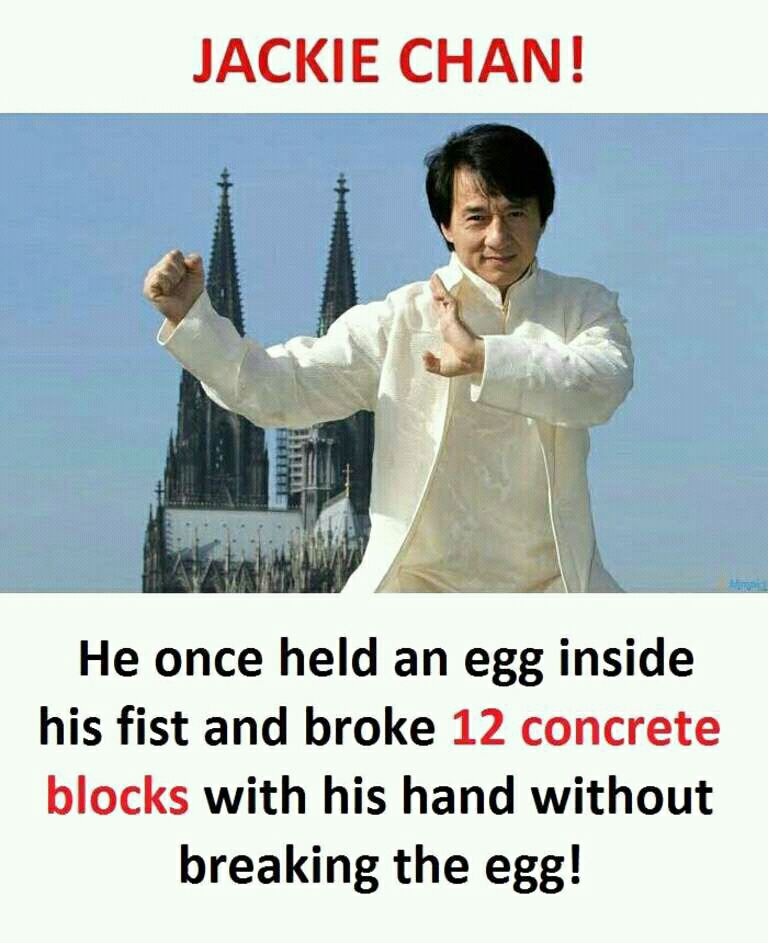 JACKIE CHAN!
He once held an egg inside
his fist and broke 12 concrete
blocks with his hand without
breaking the egg!